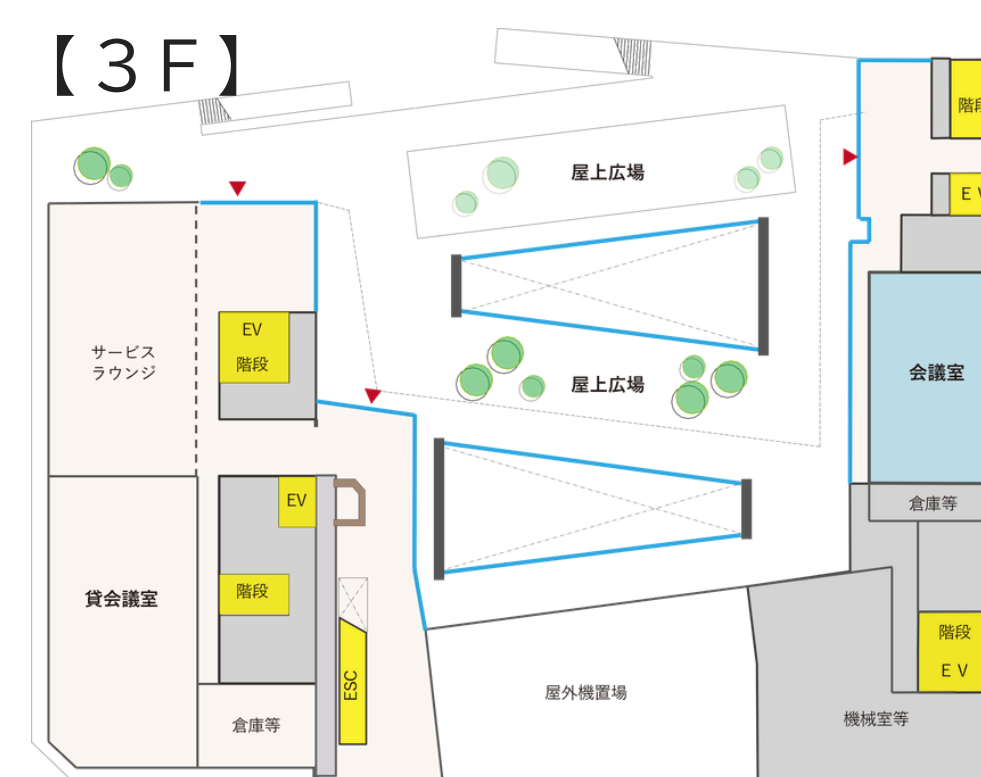 【３Ｆ】
階段
屋上広場
ＥＶ
EV
階段
サービス
ラウンジ
会議室
屋上広場
EV
倉庫等
階段
貸会議室
階段
ＥＶ
ESC
屋外機置場
倉庫等
機械室等